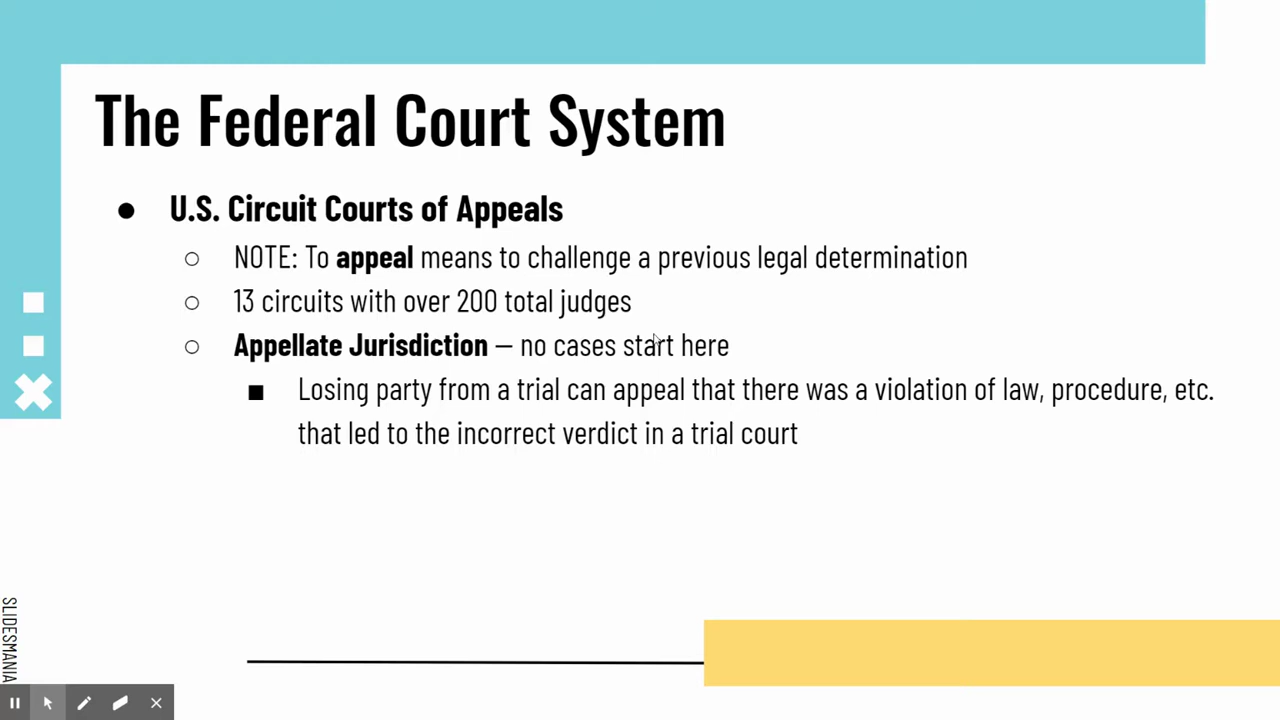 The Federal Court System
● U.S. Circuit Courts of Appeals
○ NOTE: To appeal means to challenge a previous legal determination
○ 13 circuits with over 200 total judges
○ Appellate Jurisdiction – no cases start here
■ Losing party from a trial can appeal that there was a violation of law, procedure, etc.
that led to the incorrect verdict in a trial court
SLIDESMANIA